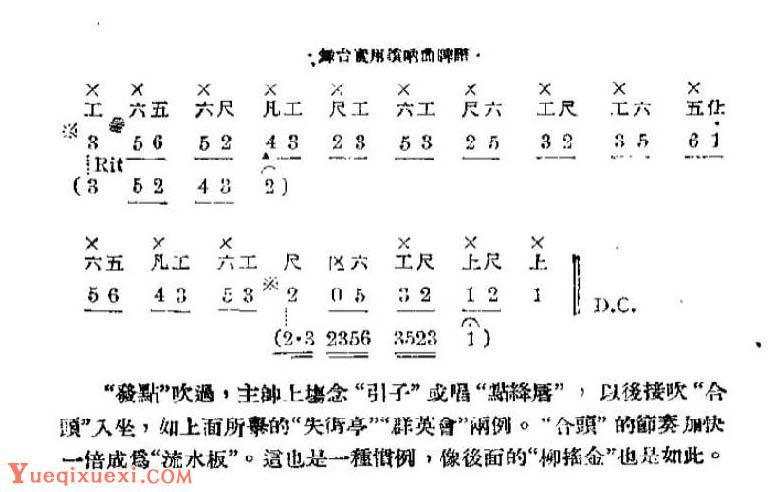 ·舞台實用嗩吶曲牌譜·
× × × × × × × × × ×
工 六五 六尺 凡工 尺工 六工 尺六 工尺 工六 五仩
※ 3 5 6 5 2 4 3 2 3 5 3 2 5 3 2 3 5 6 1
Rit
(3 5 2 4 3 2)
× × × × × ×
六五 凡工 六工 尺 六 工尺 上尺 上
5 6 4 3 5 3 ※ 2 0 5 3 2 1 2 1 D.C.
(2·3 2356 3523 1)
“發點”吹過，主帥上場念“引子”或唱“點絳唇”，以後接吹“合
頭”入坐，如上面所舉的“失街亭”“群英會”兩例。“合頭”的節奏加快
一倍成爲“流水板”。這也是一種慣例，像後面的“柳搖金”也是如此。
Yueqixuexi.com